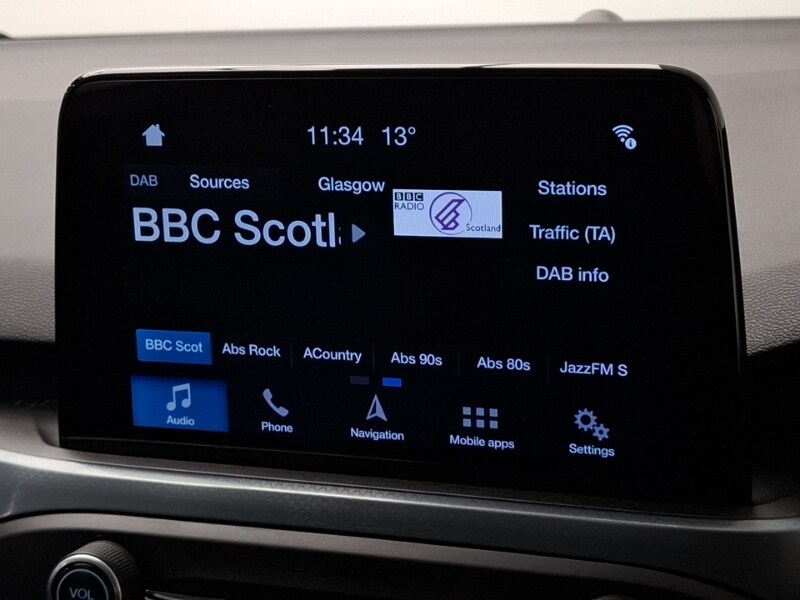 11:34 13°
DAB Sources Glasgow
BBC RADIO Scotland
Stations
BBC Scotl
Traffic (TA)
DAB info
BBC Scot Abs Rock ACountry Abs 90s Abs 80s JazzFM S
Audio Phone Navigation Mobile apps Settings
VOL